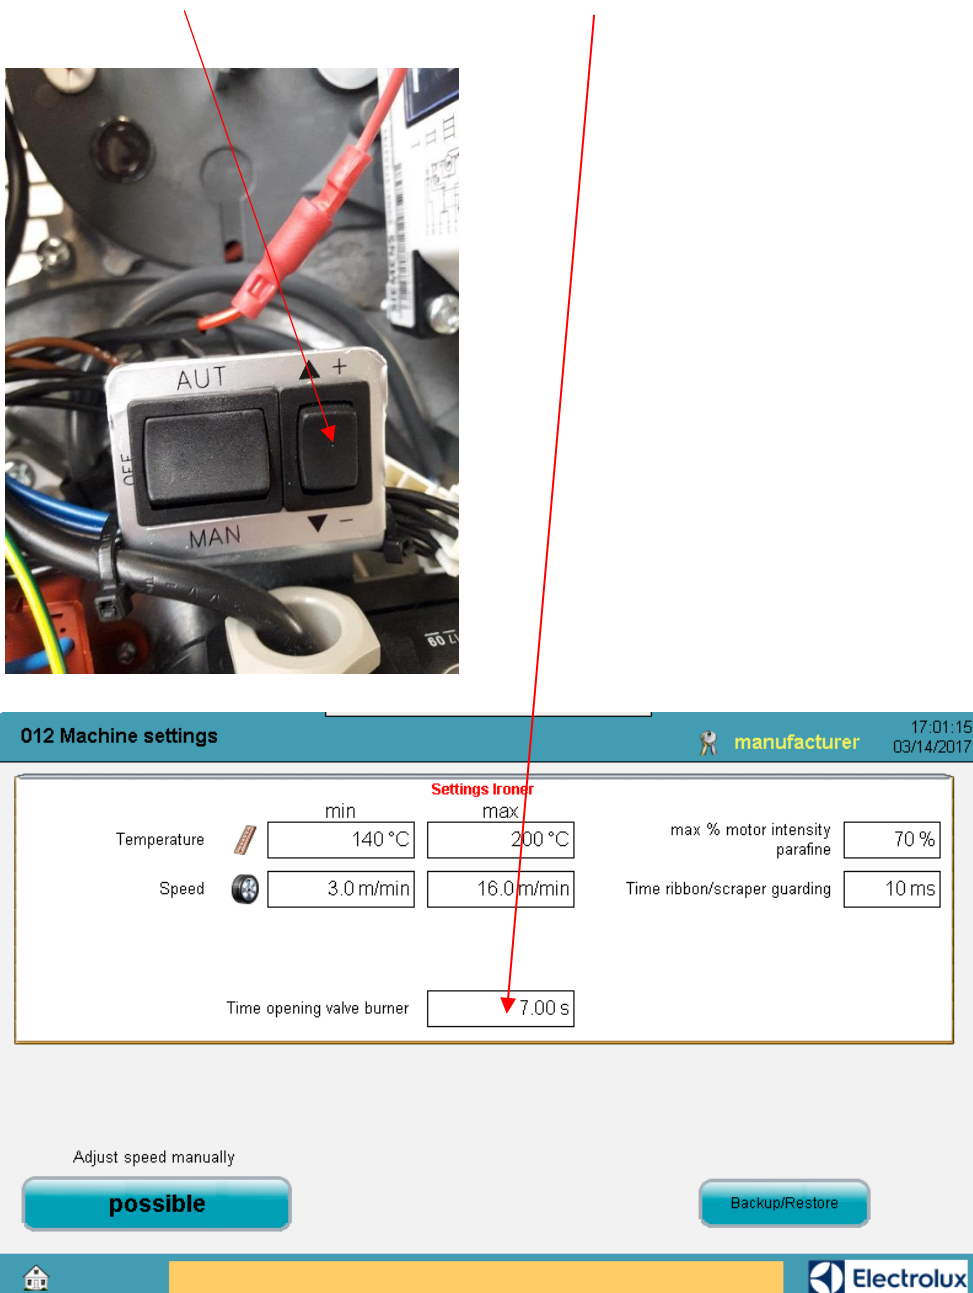 AUT
+
OFF
MAN
−
SIEMENS
60
012 Machine settings
manufacturer
17:01:15
03/14/2017
Settings Ironer
min
max
Temperature
140 °C
200 °C
max % motor intensity
parafine
70 %
Speed
3.0 m/min
16.0 m/min
Time ribbon/scraper guarding
10 ms
Time opening valve burner
7.00 s
Adjust speed manually
possible
Backup/Restore
Electrolux